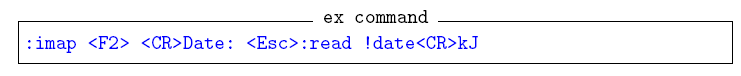 ex command
:imap <F2> <CR>Date: <Esc>:read !date<CR>kJ